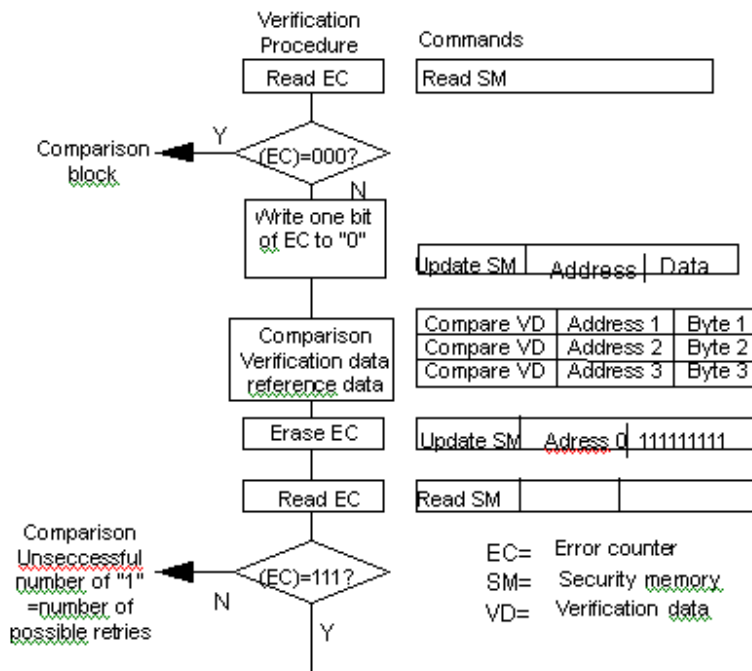 Verification
Procedure
Commands
Read EC
Read SM
Y
(EC)=000?
Comparison
block
N
Write one bit
of EC to "0"
Update SM Address Data
Comparison
Verification data
reference data
Compare VD Address 1 Byte 1
Compare VD Address 2 Byte 2
Compare VD Address 3 Byte 3
Erase EC
Update SM Adress 0 111111111
Read EC
Read SM
Comparison
Unseccessful
number of "1"
=number of
possible retries
(EC)=111?
N
Y
EC= Error counter
SM= Security memory
VD= Verification data